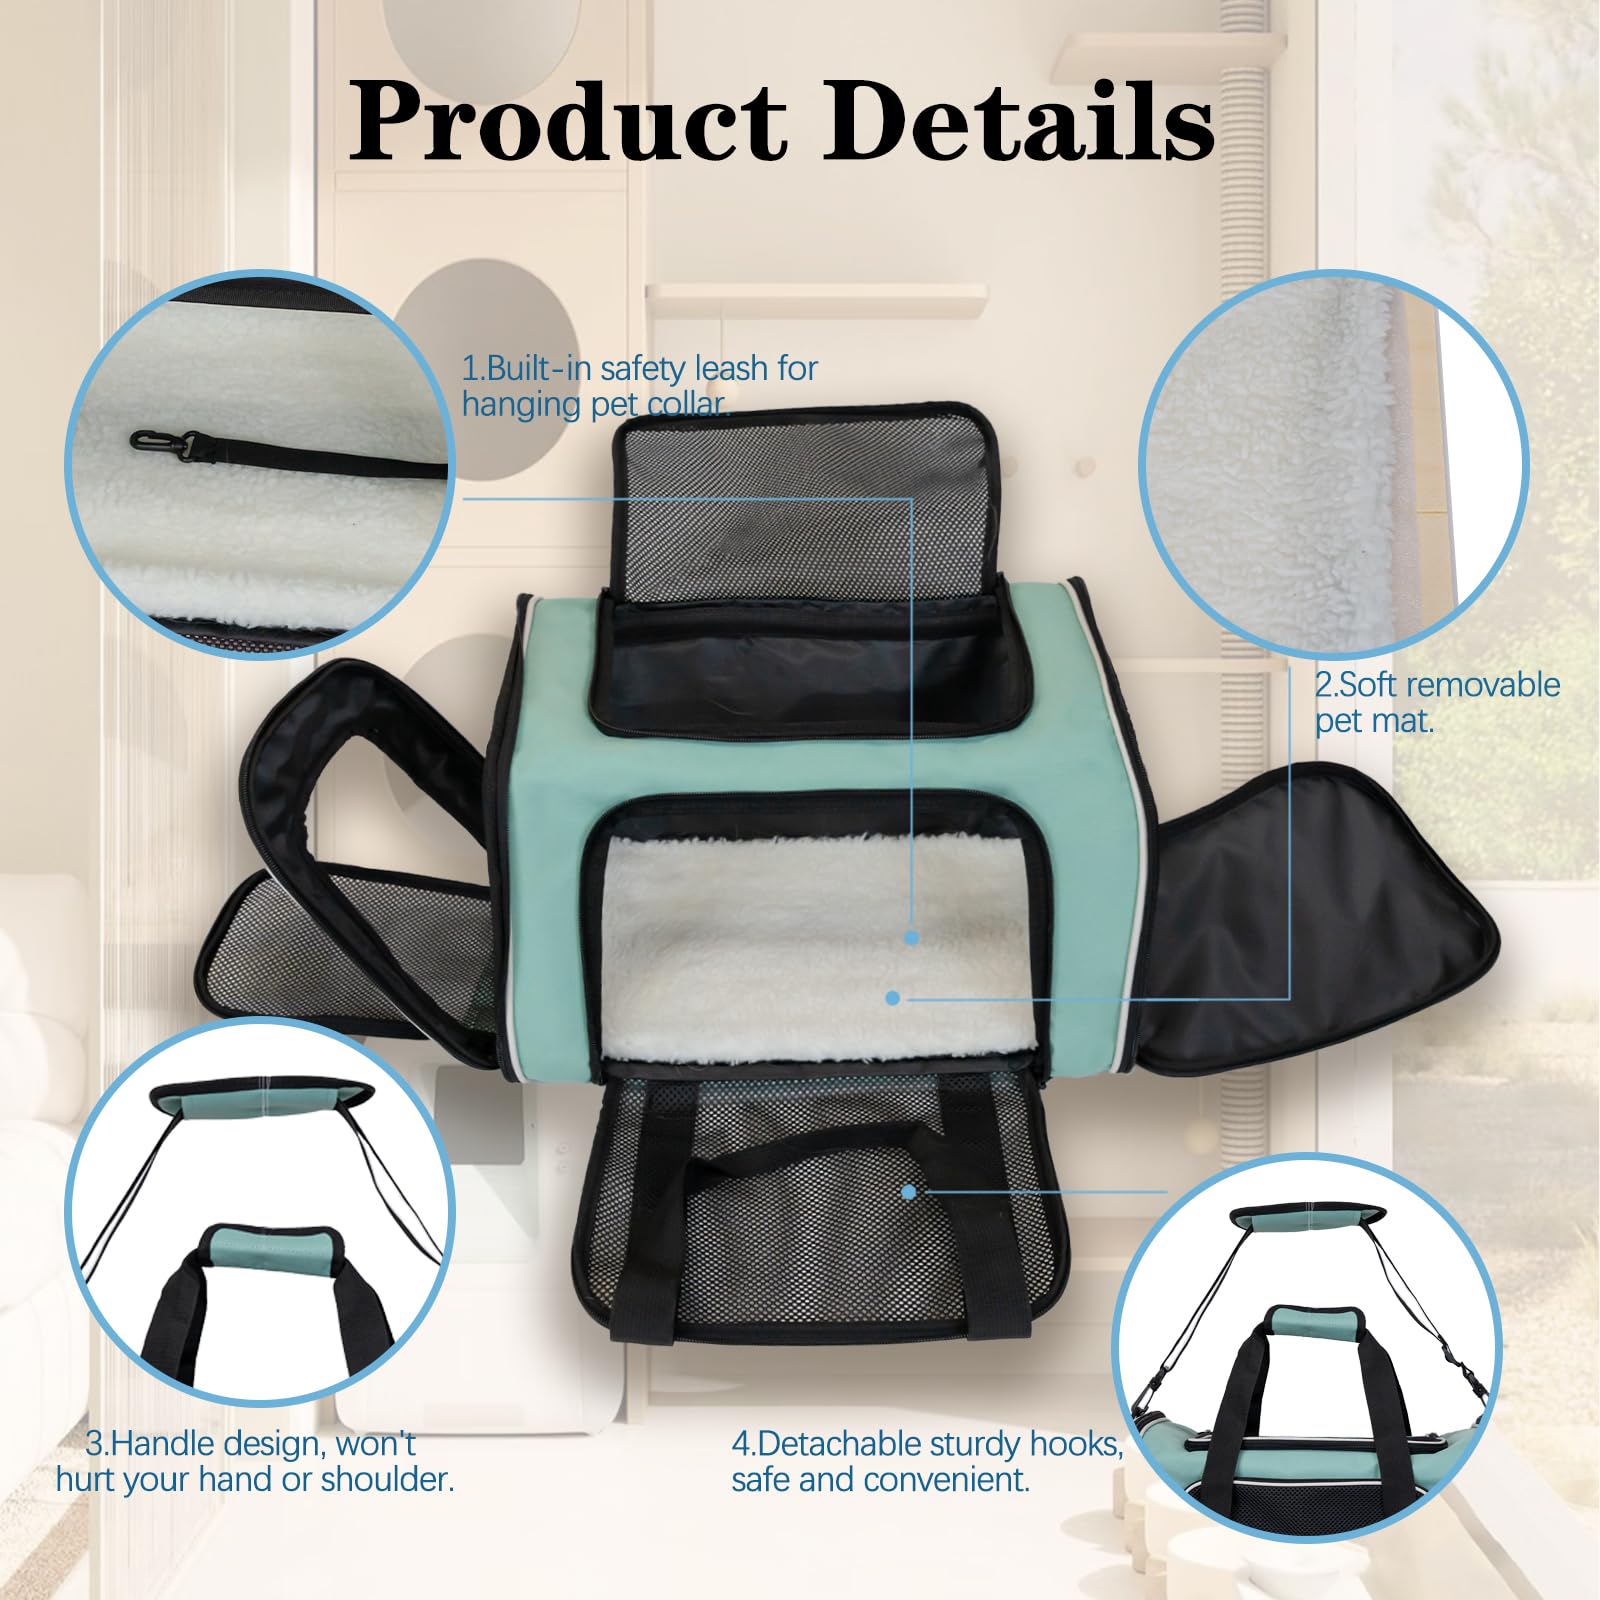 Product Details
1.Built-in safety leash for
hanging pet collar.
2.Soft removable
pet mat.
3.Handle design, won't
hurt your hand or shoulder.
4.Detachable sturdy hooks,
safe and convenient.